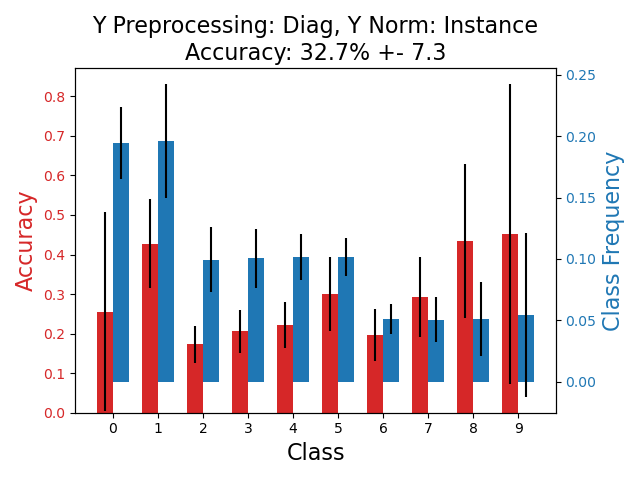 Y Preprocessing: Diag, Y Norm: Instance
Accuracy: 32.7% +- 7.3
0.8
0.7
0.6
0.5
0.4
0.3
0.2
0.1
0.0
Accuracy
0.25
0.20
0.15
0.10
0.05
0.00
Class Frequency
0 1 2 3 4 5 6 7 8 9
Class